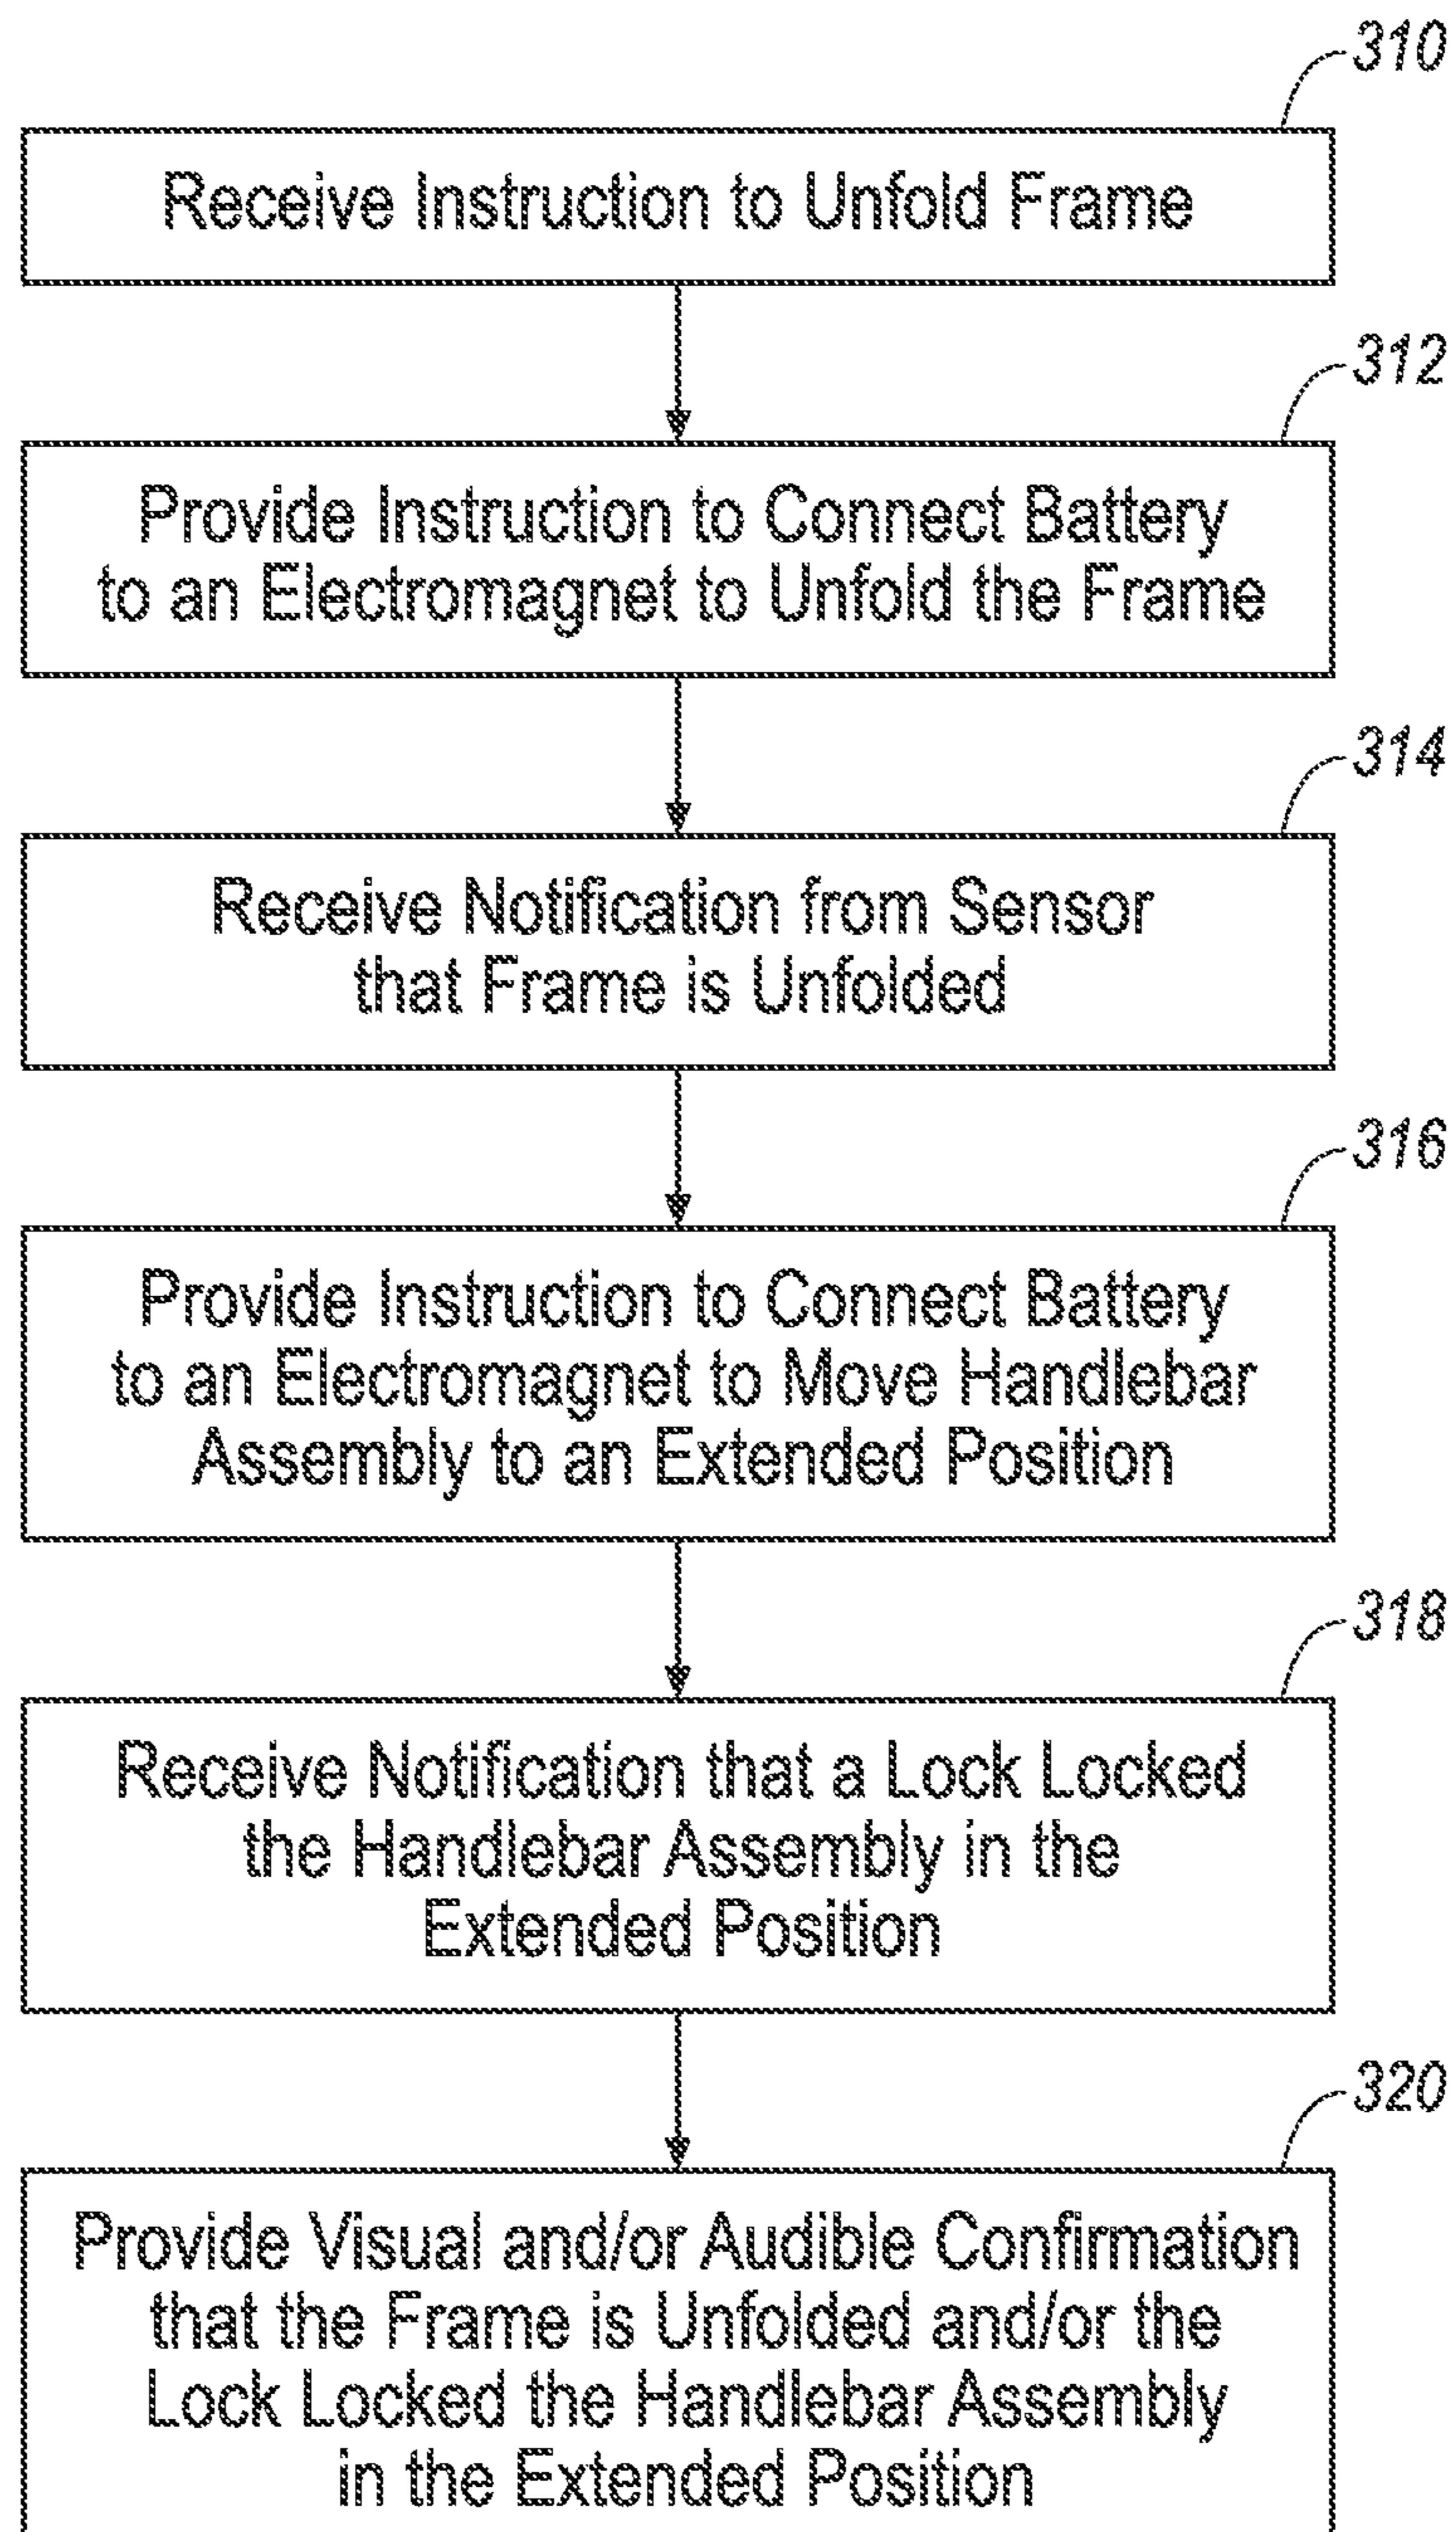 310
Receive Instruction to Unfold Frame
312
Provide Instruction to Connect Battery
to an Electromagnet to Unfold the Frame
314
Receive Notification from Sensor
that Frame is Unfolded
316
Provide Instruction to Connect Battery
to an Electromagnet to Move Handlebar
Assembly to an Extended Position
318
Receive Notification that a Lock Locked
the Handlebar Assembly in the
Extended Position
320
Provide Visual and/or Audible Confirmation
that the Frame is Unfolded and/or the
Lock Locked the Handlebar Assembly
in the Extended Position